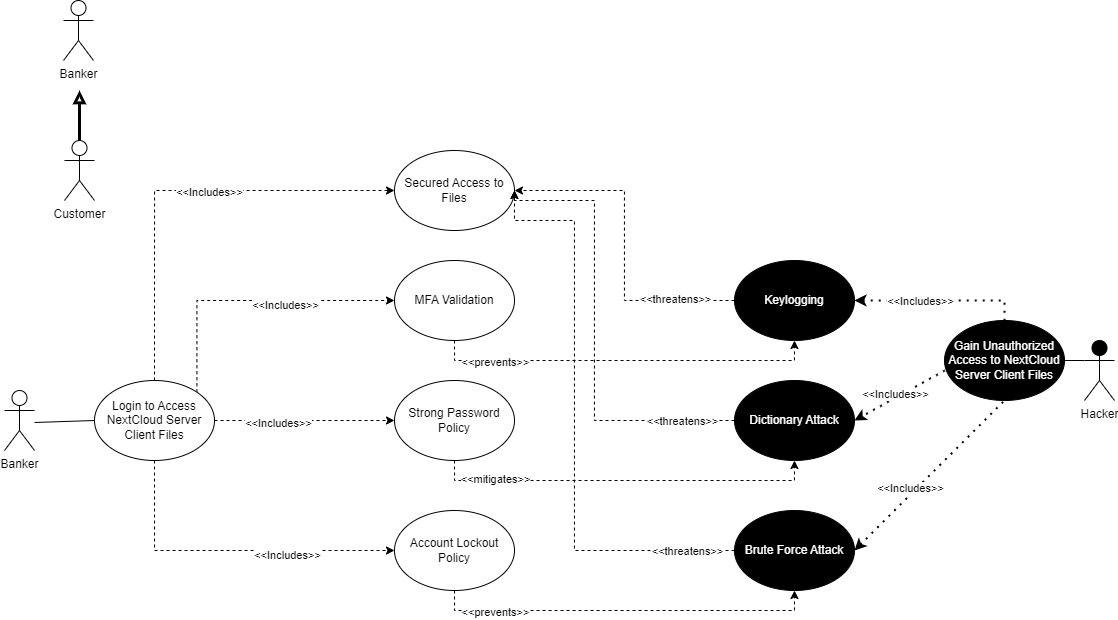 Banker
Customer
Secured Access to
Files
<<Includes>>
MFA Validation
Keylogging
<<threatens>>
<<Includes>>
<<Includes>>
Gain Unauthorized
Access to NextCloud
Server Client Files
<<prevents>>
Hacker
Login to Access
NextCloud Server
Client Files
Banker
Strong Password
Policy
Dictionary Attack
<<Includes>>
<<Includes>>
<<threatens>>
<<mitigates>>
<<Includes>>
Account Lockout
Policy
Brute Force Attack
<<Includes>>
<<threatens>>
<<prevents>>